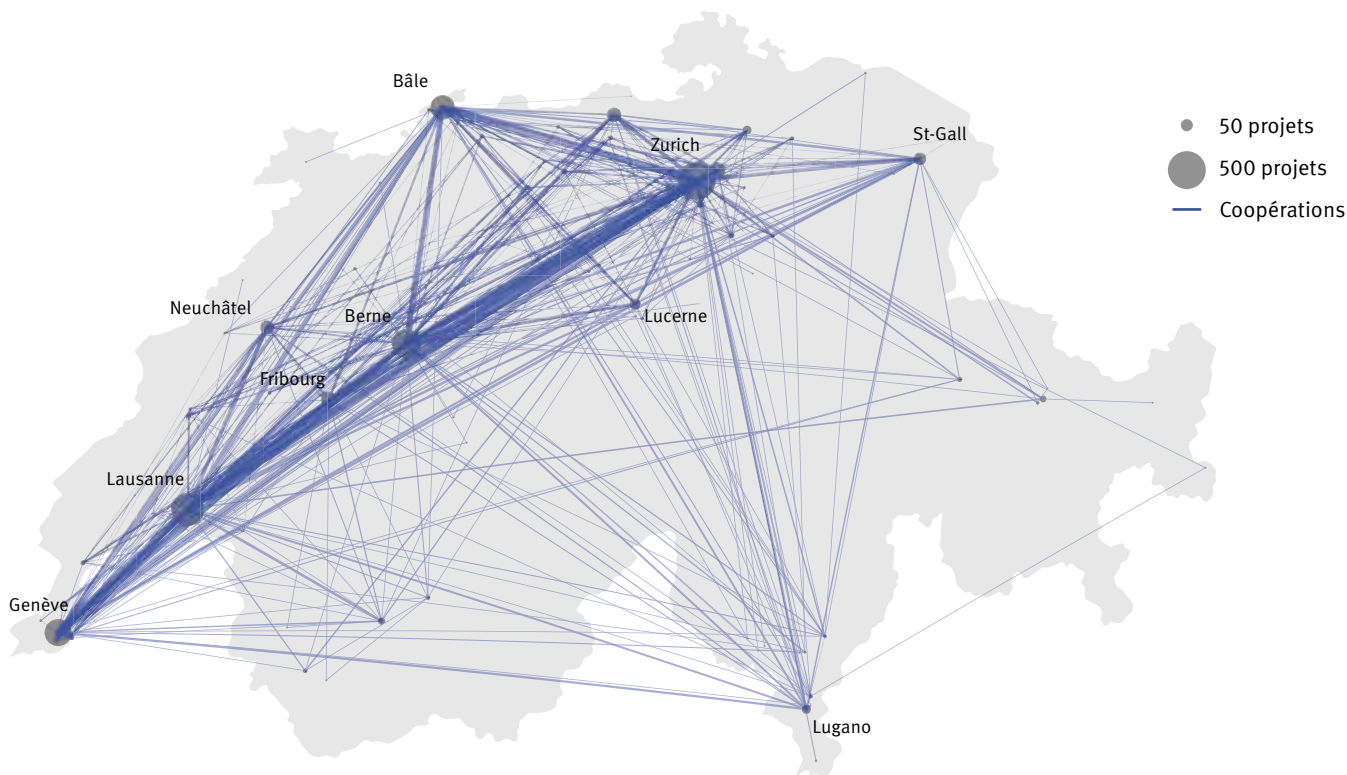 Bâle
Zurich
St-Gall
50 projets
500 projets
Coopérations
Neuchâtel
Berne
Lucerne
Fribourg
Lausanne
Genève
Lugano